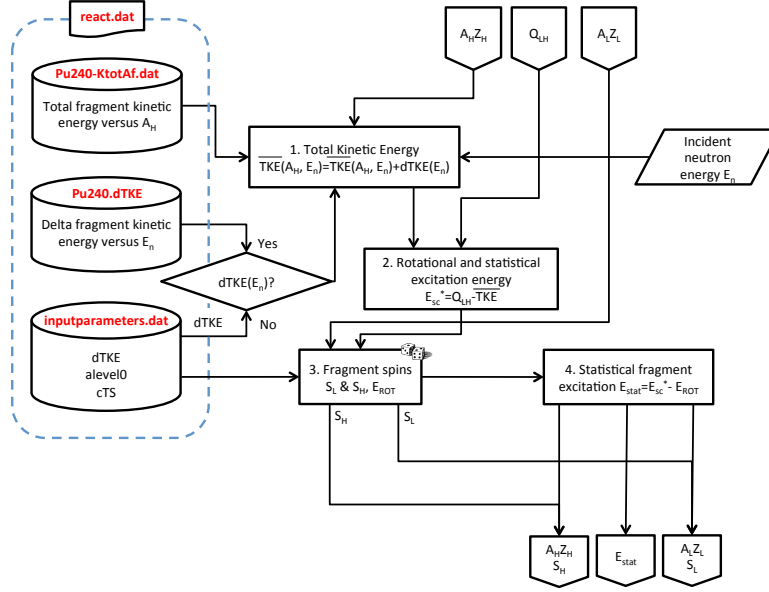 react.dat
A_HZ_H
Q_LH
A_LZ_L
Pu240-KtotAf.dat
Total fragment kinetic
energy versus A_H
1. Total Kinetic Energy
TKE(A_H, E_n)=TKE(A_H, E_n)+dTKE(E_n)
Incident
neutron
energy E_n
Pu240.dTKE
Delta fragment kinetic
energy versus E_n
Yes
dTKE(E_n)?
2. Rotational and statistical
excitation energy
E_sc*=Q_LH-TKE
inputparameters.dat
dTKE
No
dTKE
alevel0
cTS
3. Fragment spins
S_L & S_H, E_ROT
4. Statistical fragment
excitation E_stat=E_sc*- E_ROT
S_H
S_L
A_HZ_H
S_H
E_stat
A_LZ_L
S_L